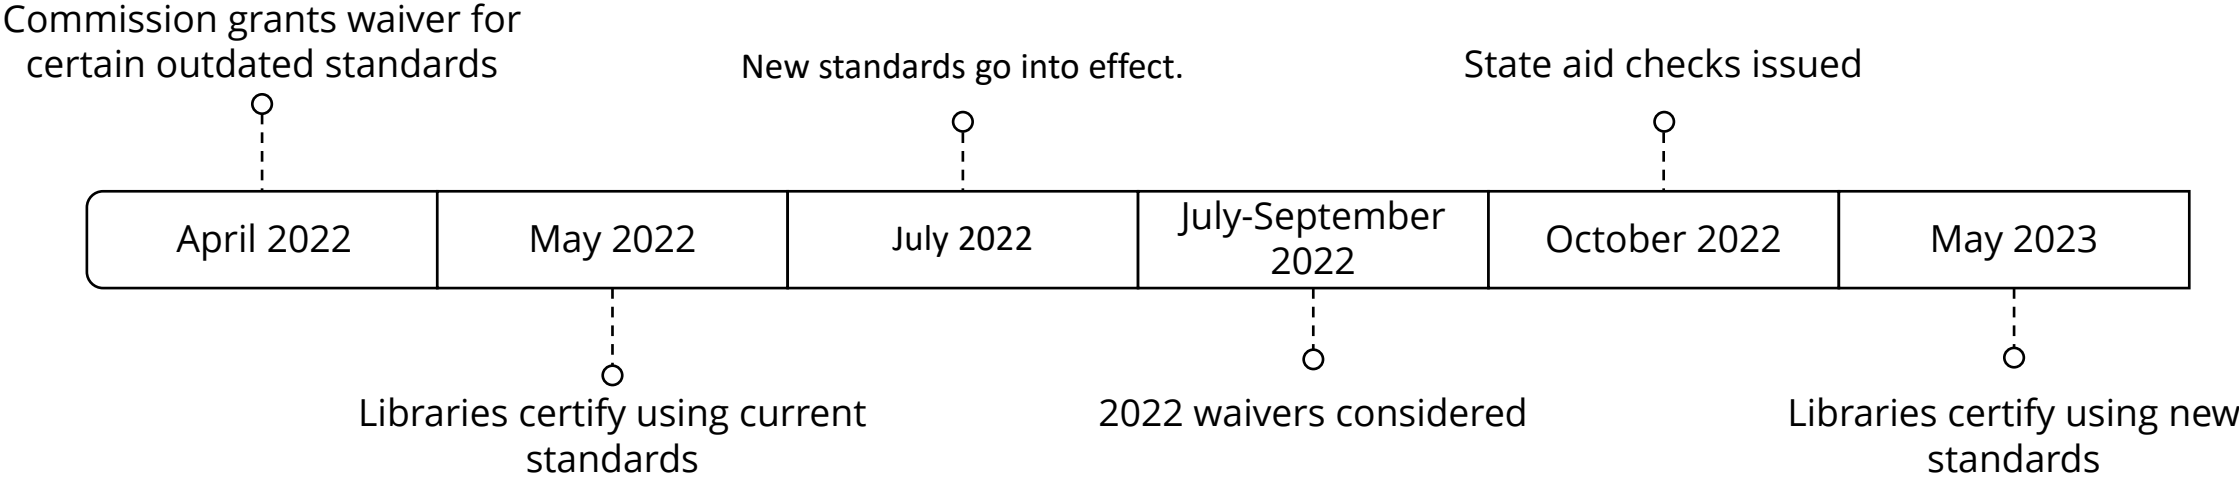 Commission grants waiver for
certain outdated standards
New standards go into effect.
State aid checks issued
April 2022
May 2022
July 2022
July-September
2022
October 2022
May 2023
Libraries certify using current
standards
2022 waivers considered
Libraries certify using new
standards